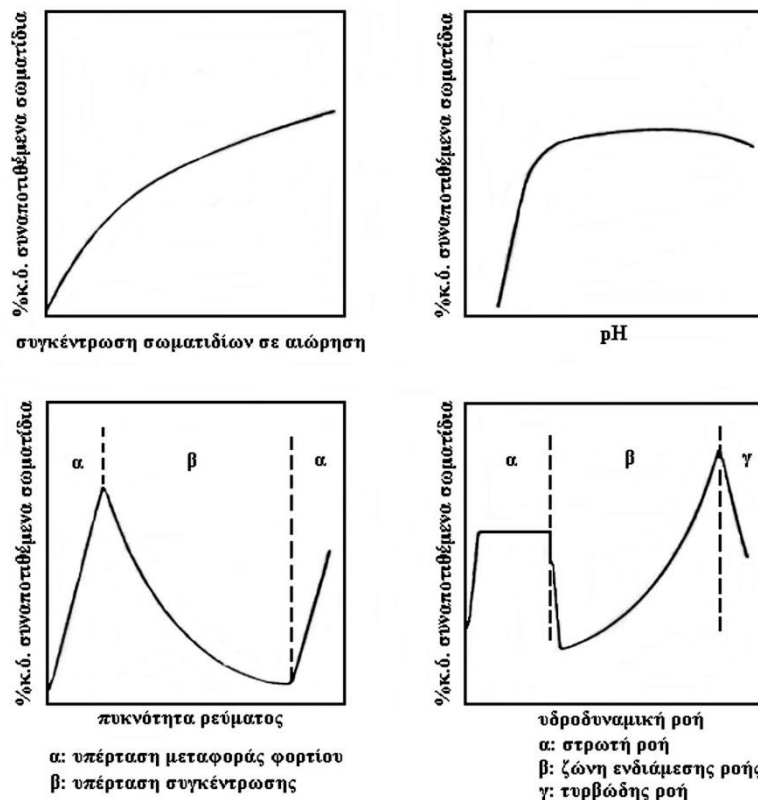 %κ.ό. συναποτιθέμενα σωματίδια
συγκέντρωση σωματιδίων σε αιώρηση
%κ.ό. συναποτιθέμενα σωματίδια
pH
%κ.ό. συναποτιθέμενα σωματίδια
α
β
α
πυκνότητα ρεύματος
α: υπέρταση μεταφοράς φορτίου
β: υπέρταση συγκέντρωσης
%κ.ό. συναποτιθέμενα σωματίδια
α
β
γ
υδροδυναμική ροή
α: στρωτή ροή
β: ζώνη ενδιάμεσης ροής
γ: τυρβώδης ροή